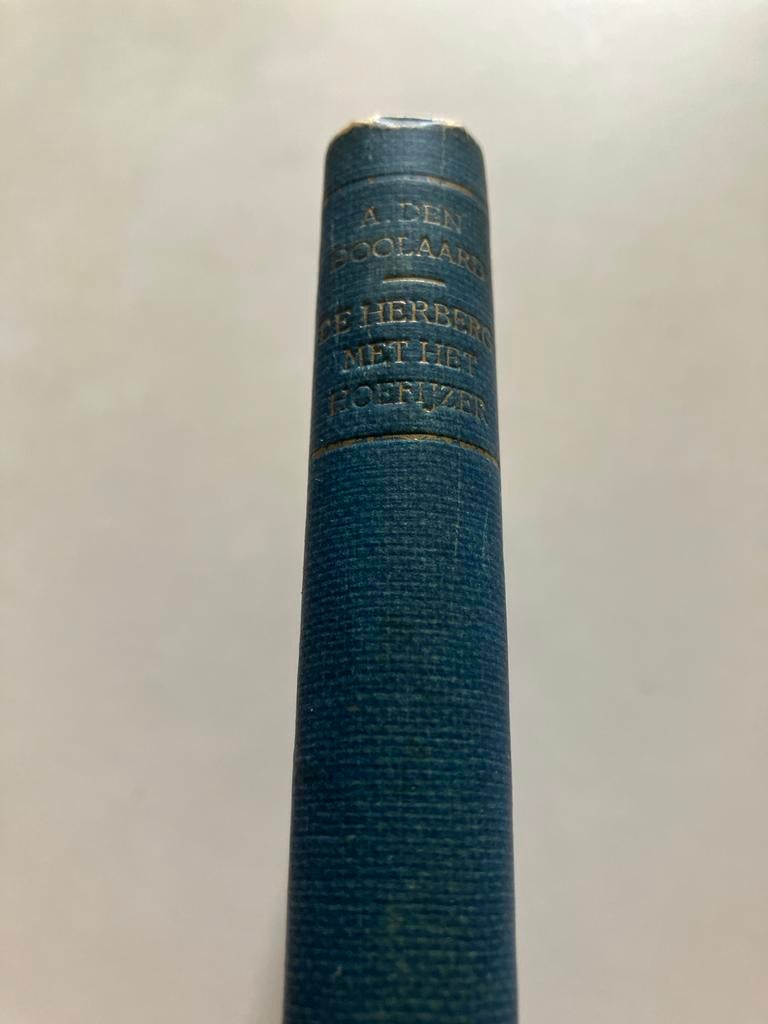 A. DEN
DOOLAARD
DE HERBERG
MET HET
HOEFIJZER